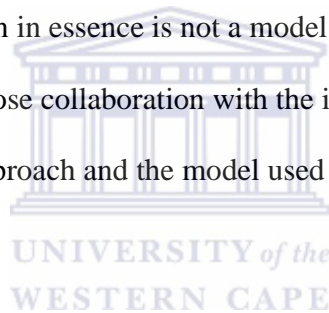 n in essence is not a model
ose collaboration with the i
proach and the model used
UNIVERSITY of the
WESTERN CAPE